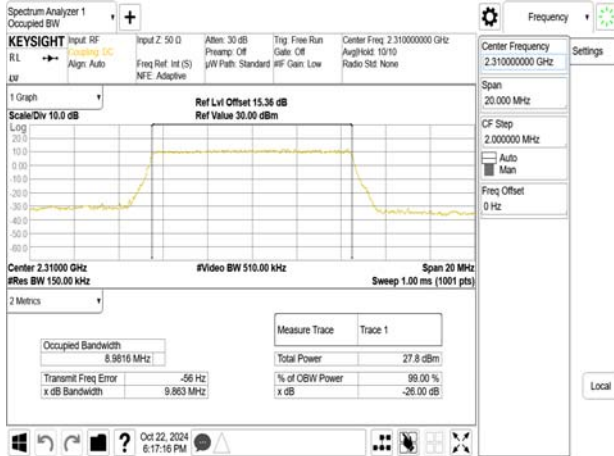 Spectrum Analyzer 1
Occupied BW
+
Frequency
KEYSIGHT Input: RF Input Z: 50 Ω Atten: 30 dB Trig: Free Run Center Freq: 2.310000000 GHz
RL Coupling: DC Preamp: Off Gate: Off Avg|Hold: 10/10
Align: Auto Freq Ref: Int (S) µW Path: Standard #IF Gain: Low Radio Std: None
NFE: Adaptive
Center Frequency
2.310000000 GHz
Settings
Span
20.000 MHz
CF Step
2.000000 MHz
Auto
Man
Freq Offset
0 Hz
Local
1 Graph
Ref Lvl Offset 15.36 dB
Scale/Div 10.0 dB Ref Value 30.00 dBm
Log
20.0
10.0
0.00
-10.0
-20.0
-30.0
-40.0
-50.0
-60.0
Center 2.31000 GHz #Video BW 510.00 kHz Span 20 MHz
#Res BW 150.00 kHz Sweep 1.00 ms (1001 pts)
2 Metrics
Measure Trace Trace 1
Occupied Bandwidth
8.9816 MHz Total Power 27.8 dBm
Transmit Freq Error -56 Hz % of OBW Power 99.00 %
x dB Bandwidth 9.863 MHz x dB -26.00 dB
?
Oct 22, 2024
6:17:16 PM